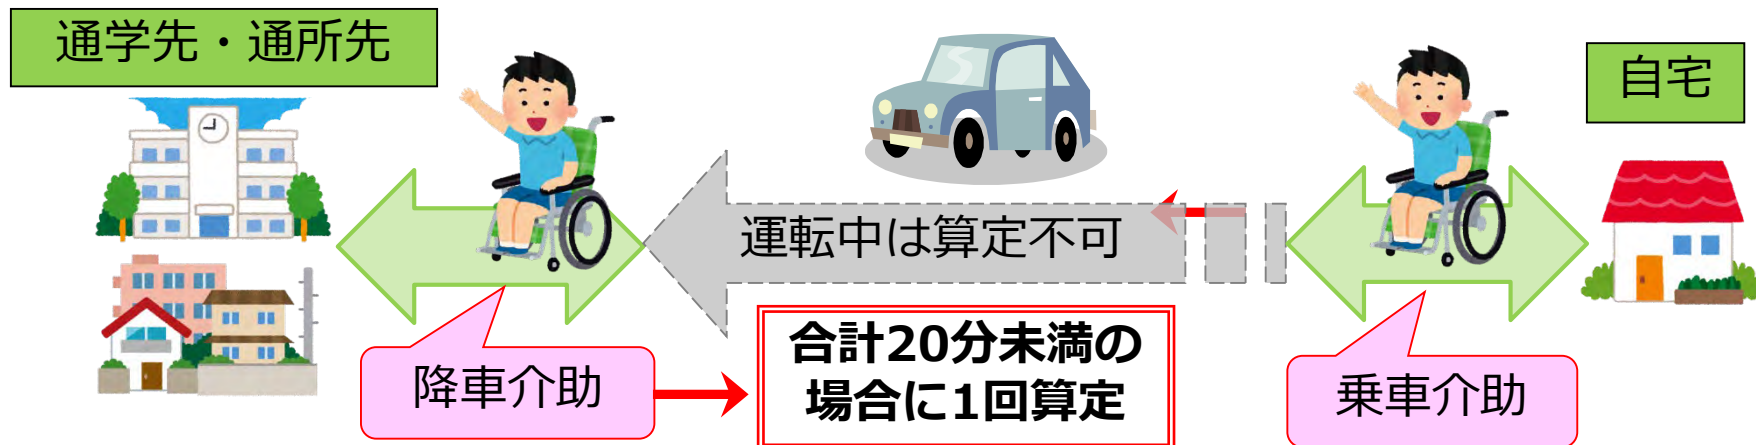 通学先・通所先
自宅
運転中は算定不可
合計20分未満の
場合に1回算定
降車介助
乗車介助